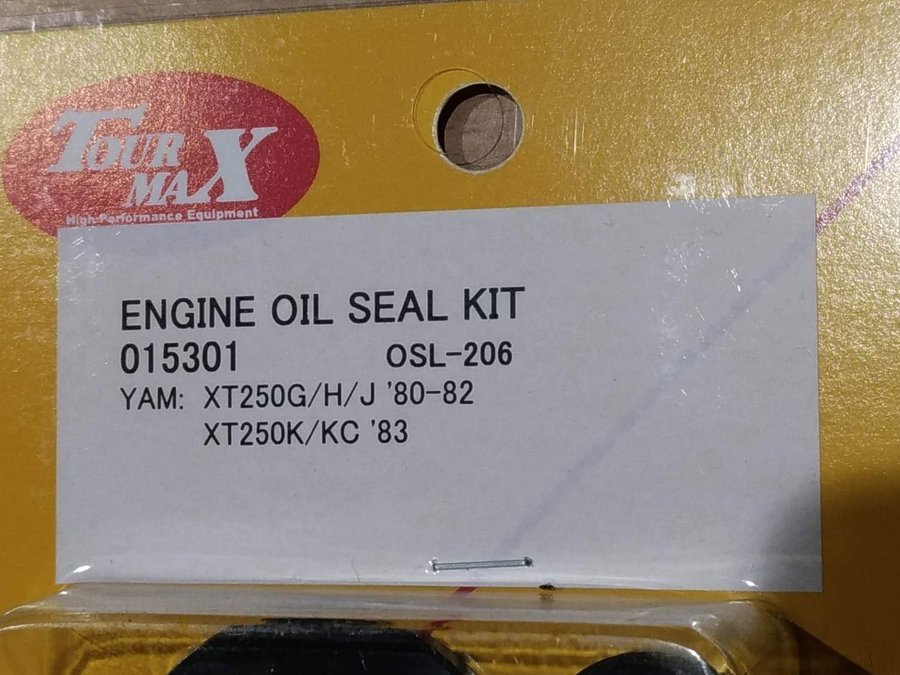 TOUR
MAX
High Performance Equipment
ENGINE OIL SEAL KIT
015301 OSL-206
YAM: XT250G/H/J '80-82
XT250K/KC '83